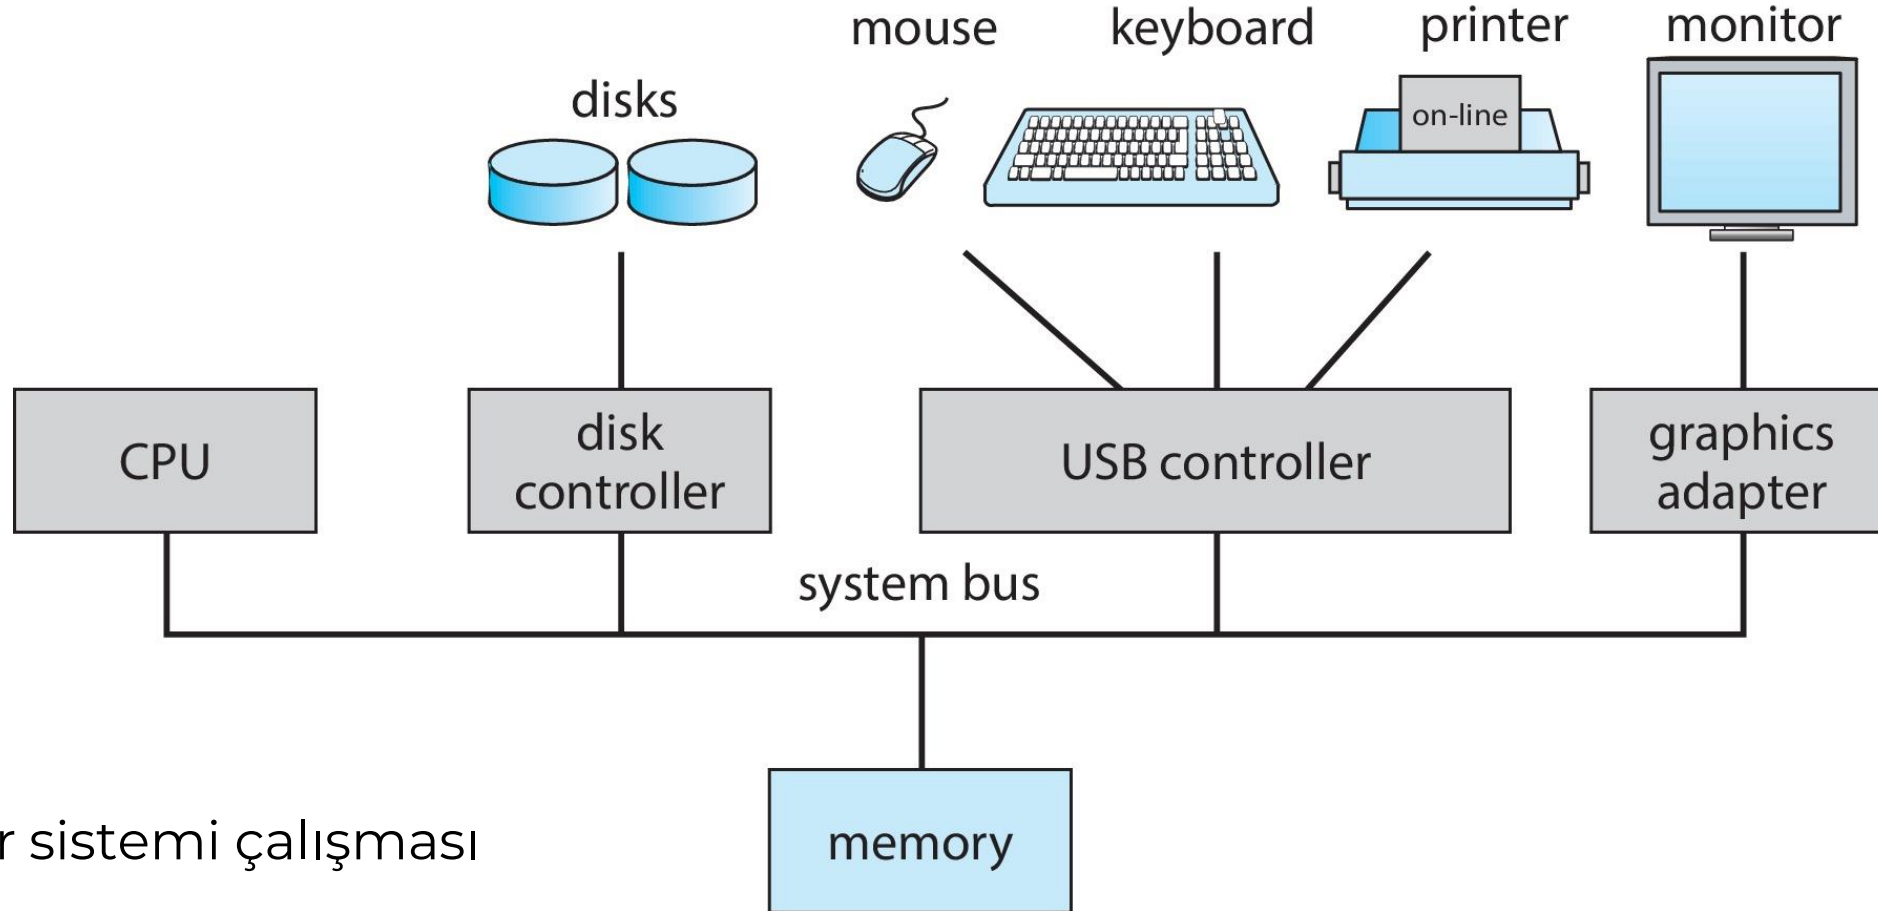 mouse
keyboard
printer
monitor
disks
on-line
CPU
disk
controller
USB controller
graphics
adapter
system bus
memory
r sistemi çalışması